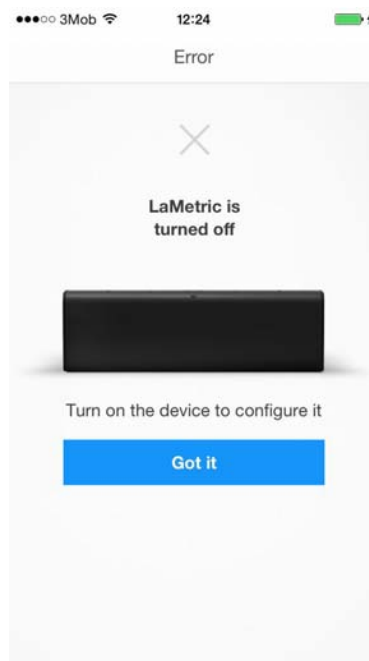 3Mob 12:24
Error
LaMetric is
turned off
Turn on the device to configure it
Got it